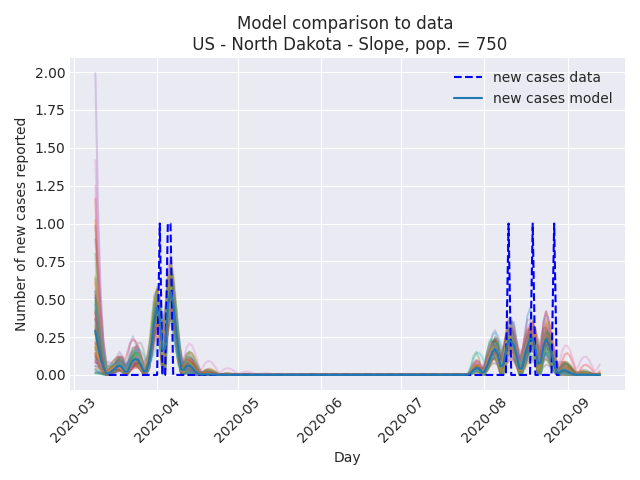 Model comparison to data
US - North Dakota - Slope, pop. = 750
new cases data
new cases model
Number of new cases reported
2.00
1.75
1.50
1.25
1.00
0.75
0.50
0.25
0.00
2020-03
2020-04
2020-05
2020-06
2020-07
2020-08
2020-09
Day